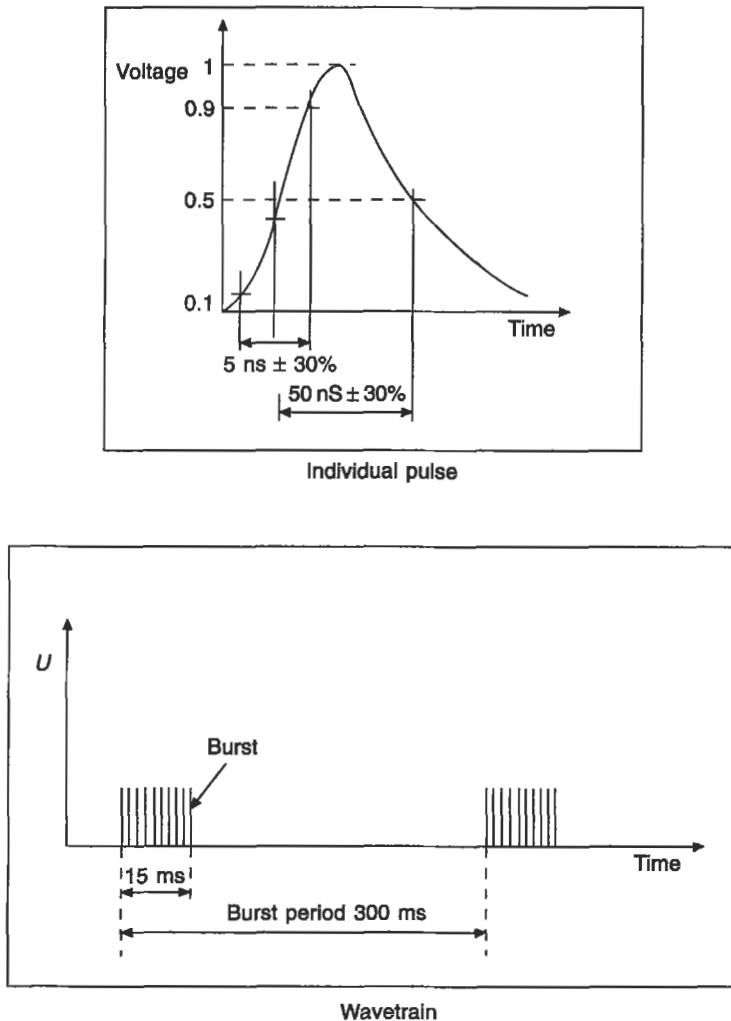 Voltage
1
0.9
0.5
0.1
Time
5 ns ± 30%
50 nS ± 30%
Individual pulse
U
Burst
Time
15 ms
Burst period 300 ms
Wavetrain